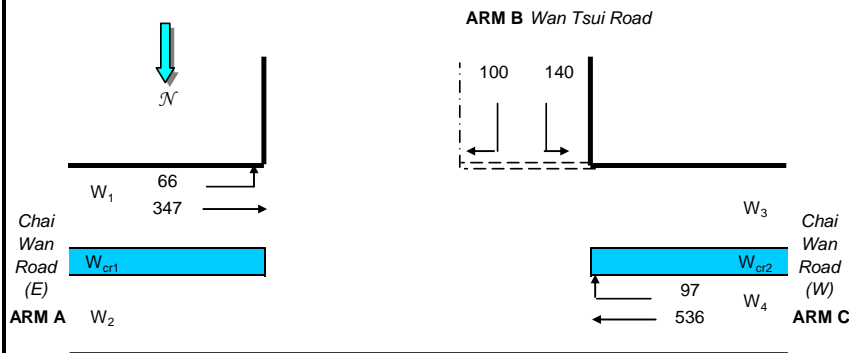 ARM B Wan Tsui Road
N
100 140
W1 66
347
W3
Chai
Wan
Road
(E)
ARM A
Wcr1
W2
Wcr2
Chai
Wan
Road
(W)
ARM C
97
536
W4